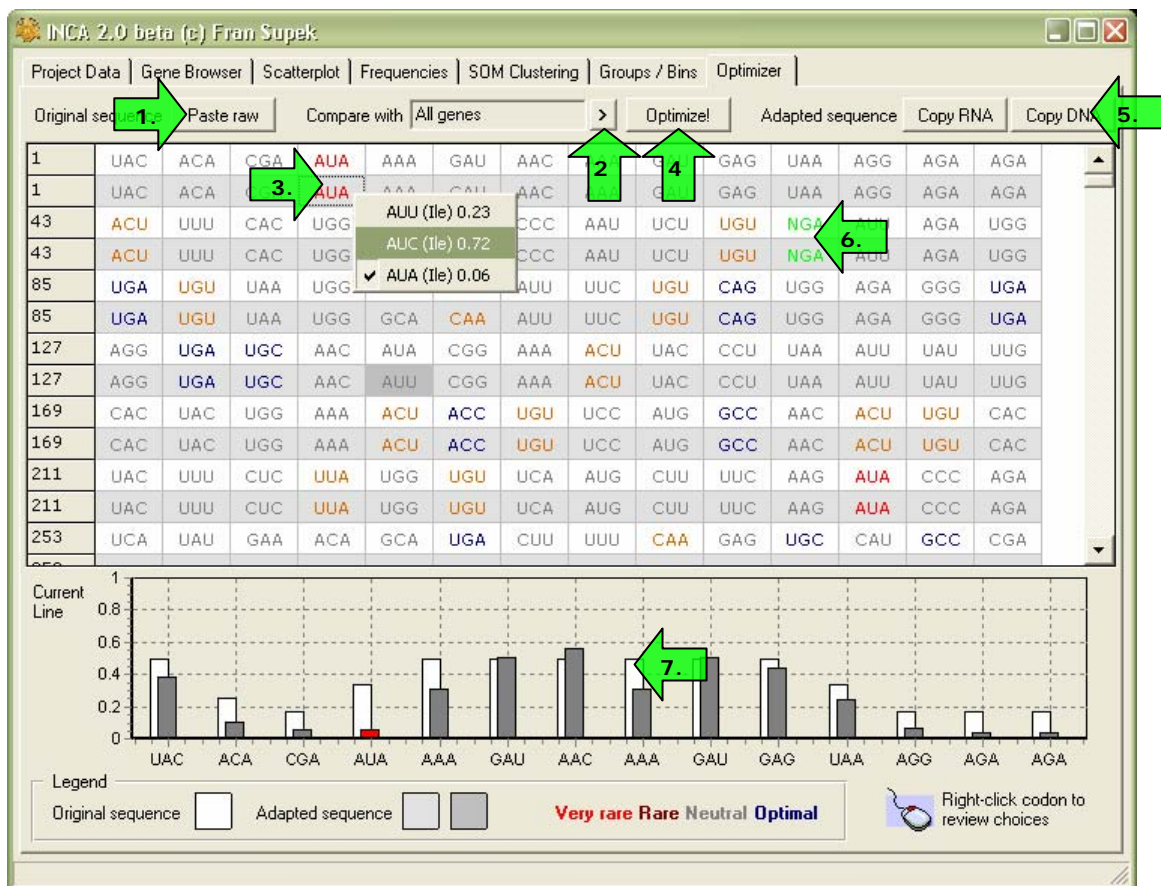 INCA 2.0 beta (c) Fran Supek
Project Data Gene Browser Scatterplot Frequencies SOM Clustering Groups / Bins Optimizer
Original sequence 1. Paste raw Compare with All genes > Optimize! Adapted sequence Copy RNA Copy DNA 5.
2 4
1 UAC ACA CGA AUA AAA GAU AAC AAA GAU GAG UAA AGG AGA AGA
3.
1 UAC ACA CGA AUA AAA GAU AAC AAA GAU GAG UAA AGG AGA AGA
AUU (Ile) 0.23
AUC (Ile) 0.72
AUA (Ile) 0.06
43 ACU UUU CAC UGG CCC AAU UCU UGU NGA AUU AGA UGG
6.
43 ACU UUU CAC UGG CCC AAU UCU UGU NGA AUU AGA UGG
85 UGA UGU UAA UGG AUU UUC UGU CAG UGG AGA GGG UGA
85 UGA UGU UAA UGG GCA CAA AUU UUC UGU CAG UGG AGA GGG UGA
127 AGG UGA UGC AAC AUA CGG AAA ACU UAC CCU UAA AUU UAU UUG
127 AGG UGA UGC AAC AUU CGG AAA ACU UAC CCU UAA AUU UAU UUG
169 CAC UAC UGG AAA ACU ACC UGU UCC AUG GCC AAC ACU UGU CAC
169 CAC UAC UGG AAA ACU ACC UGU UCC AUG GCC AAC ACU UGU CAC
211 UAC UUU CUC UUA UGG UGU UCA AUG CUU UUC AAG AUA CCC AGA
211 UAC UUU CUC UUA UGG UGU UCA AUG CUU UUC AAG AUA CCC AGA
253 UCA UAU GAA ACA GCA UGA CUU UUU CAA GAG UGC CAU GCC CGA
Current
Line
1
0.8
0.6
0.4
0.2
0
7.
UAC ACA CGA AUA AAA GAU AAC AAA GAU GAG UAA AGG AGA AGA
Legend
Original sequence Adapted sequence Very rare Rare Neutral Optimal
Right-click codon to
review choices